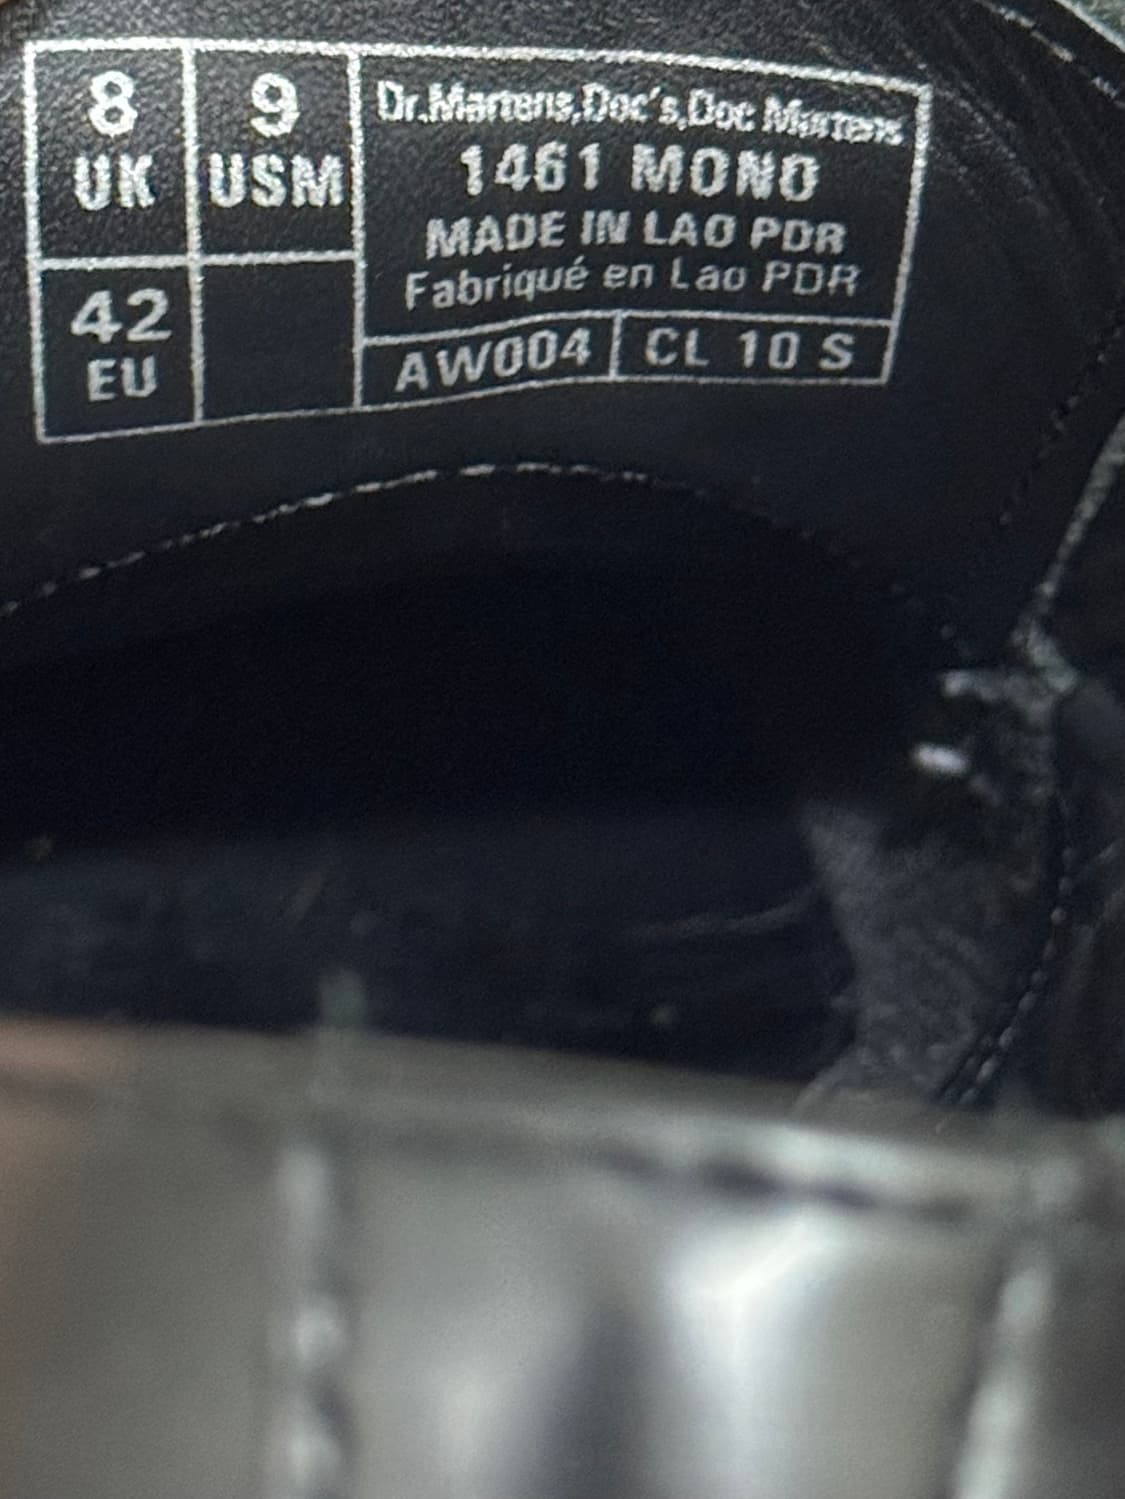 8
UK
9
USM
42
EU
Dr.Martens,Doc's,Doc Martens
1461 MONO
MADE IN LAO PDR
Fabriqué en Lao PDR
AW004
CL 10 S